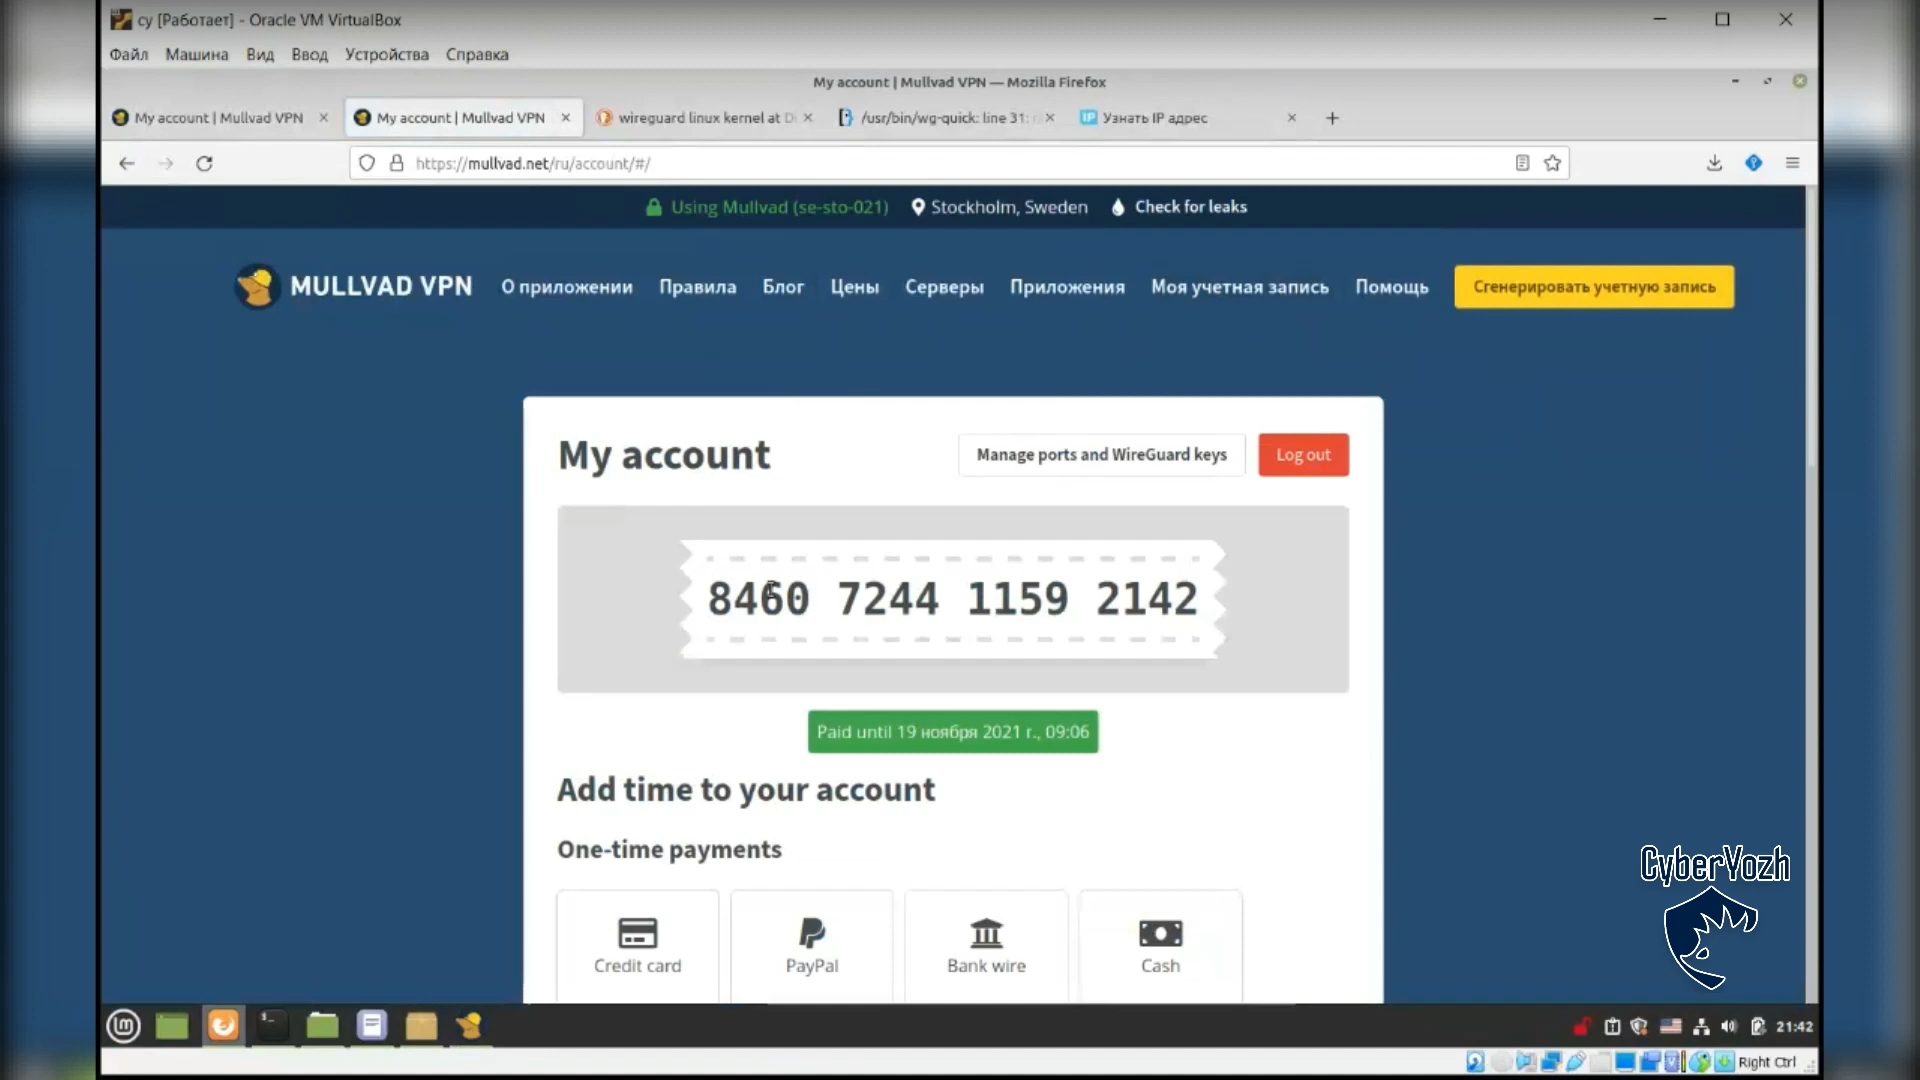 су [Работает] - Oracle VM VirtualBox
Файл Машина Вид Ввод Устройства Справка
My account | Mullvad VPN — Mozilla Firefox
My account | Mullvad VPN
My account | Mullvad VPN
wireguard linux kernel at D
/usr/bin/wg-quick: line 31:
Узнать IP адрес
https://mullvad.net/ru/account/#/
Using Mullvad (se-sto-021) Stockholm, Sweden Check for leaks
MULLVAD VPN О приложении Правила Блог Цены Серверы Приложения Моя учетная запись Помощь Сгенерировать учетную запись
My account
Manage ports and WireGuard keys
Log out
8460 7244 1159 2142
Paid until 19 ноября 2021 г., 09:06
Add time to your account
One-time payments
Credit card PayPal Bank wire Cash
CyberYozh
21:42
Right Ctrl